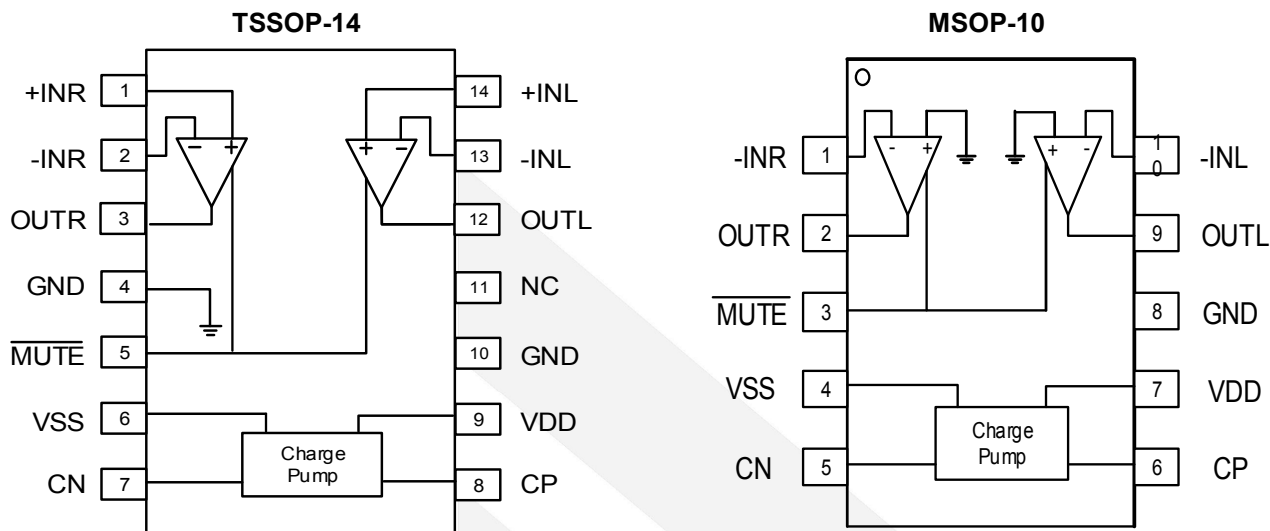 TSSOP-14
+INR 1
14 +INL
-INR 2
13 -INL
- +
+ -
OUTR 3
12 OUTL
GND 4
11 NC
MUTE 5
10 GND
VSS 6
9 VDD
Charge
Pump
CN 7
8 CP
MSOP-10
-INR 1
10 -INL
- +
+ -
OUTR 2
9 OUTL
MUTE 3
8 GND
VSS 4
7 VDD
Charge
Pump
CN 5
6 CP